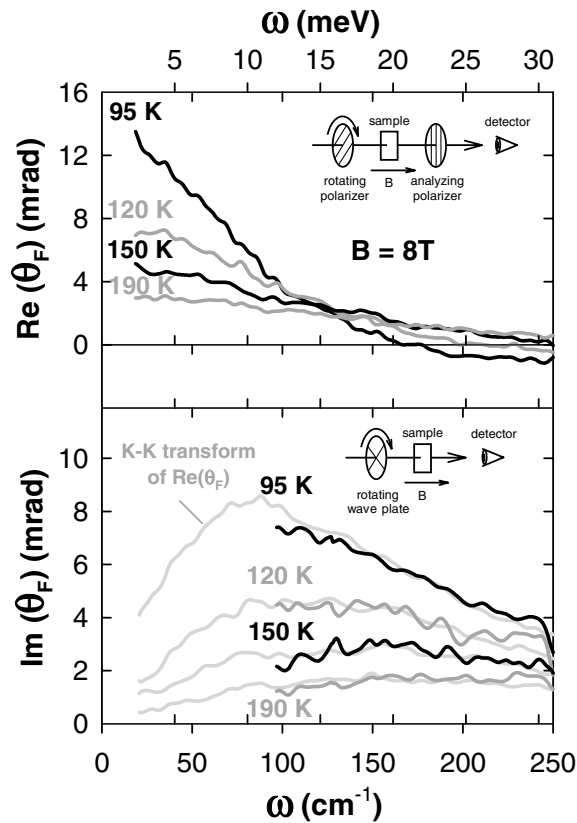 ω (meV)
5 10 15 20 25 30
16
12
8
4
0
Re (θF) (mrad)
95 K
120 K
150 K
190 K
sample
detector
rotating
polarizer
B
analyzing
polarizer
B = 8T
10
8
6
4
2
0
Im (θF) (mrad)
K-K transform
of Re(θF)
95 K
120 K
150 K
190 K
sample
detector
rotating
wave plate
B
0 50 100 150 200 250
ω (cm⁻¹)